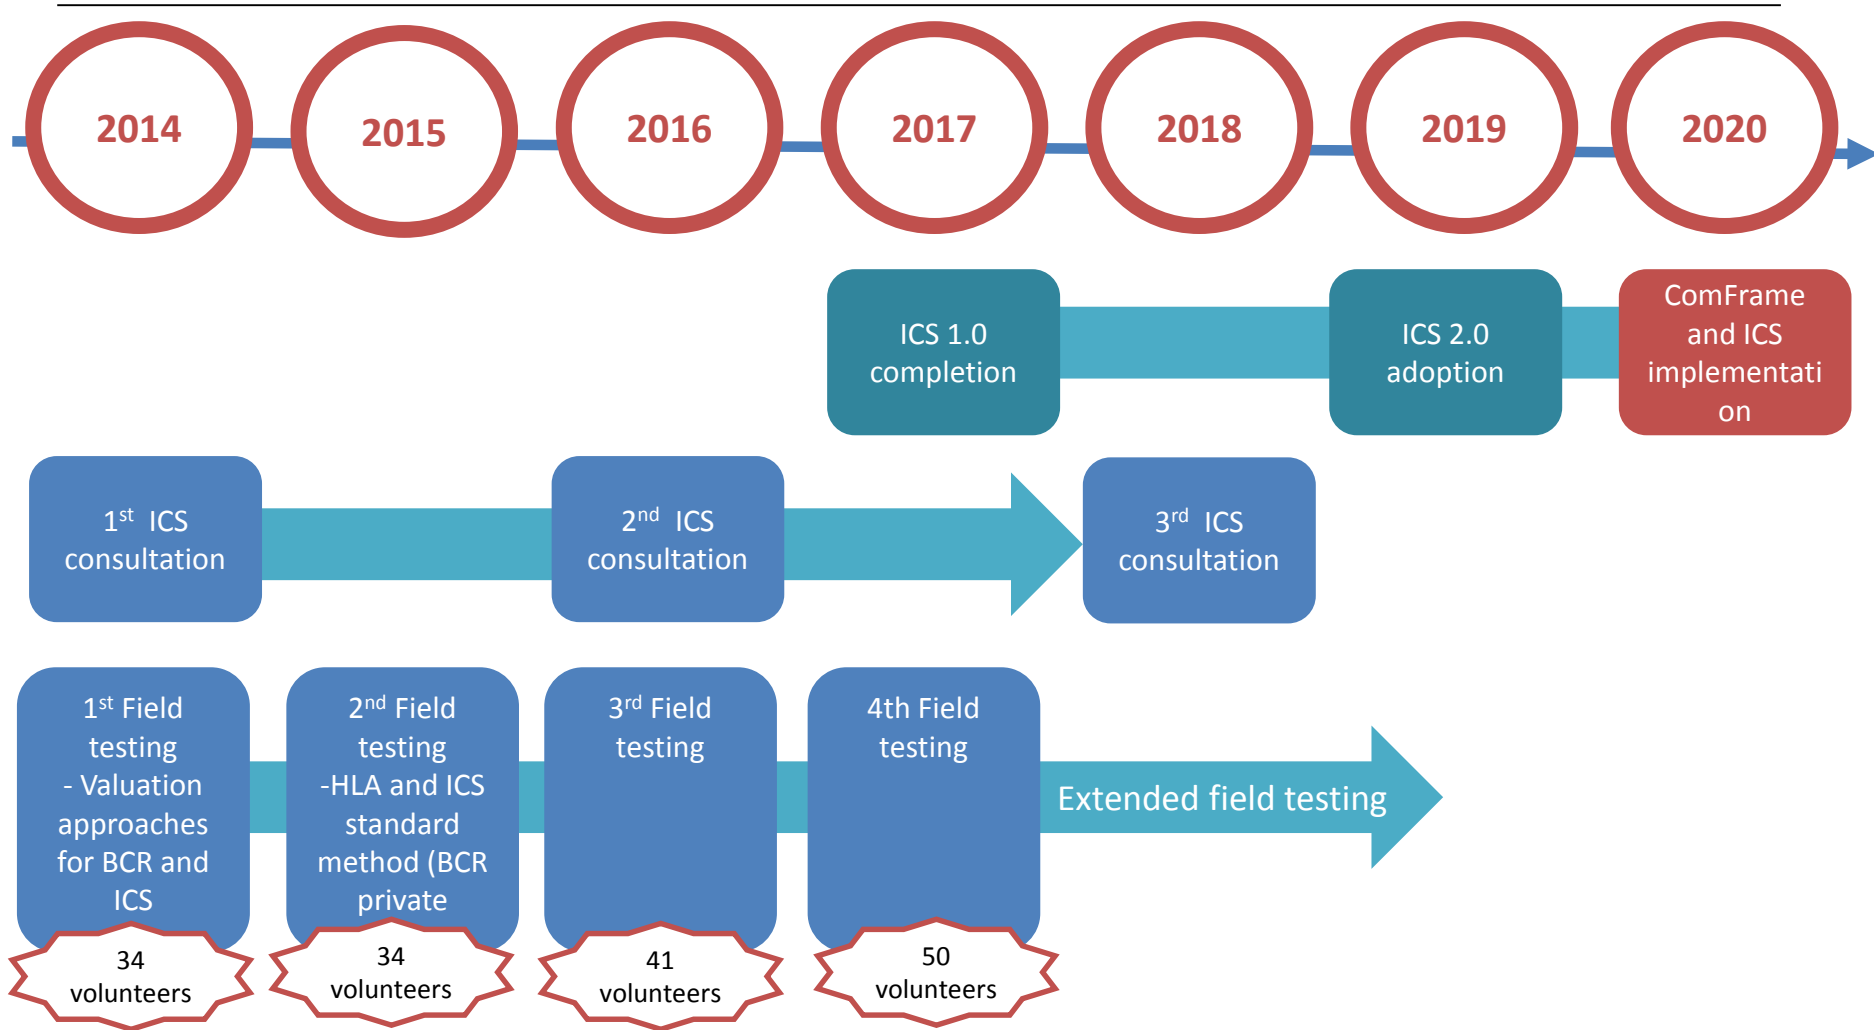 2014
2015
2016
2017
2018
2019
2020
ICS 1.0
completion
ICS 2.0
adoption
ComFrame
and ICS
implementati
on
1st ICS
consultation
2nd ICS
consultation
3rd ICS
consultation
1st Field
testing
- Valuation
approaches
for BCR and
ICS
2nd Field
testing
-HLA and ICS
standard
method (BCR
private
3rd Field
testing
4th Field
testing
Extended field testing
34
volunteers
34
volunteers
41
volunteers
50
volunteers